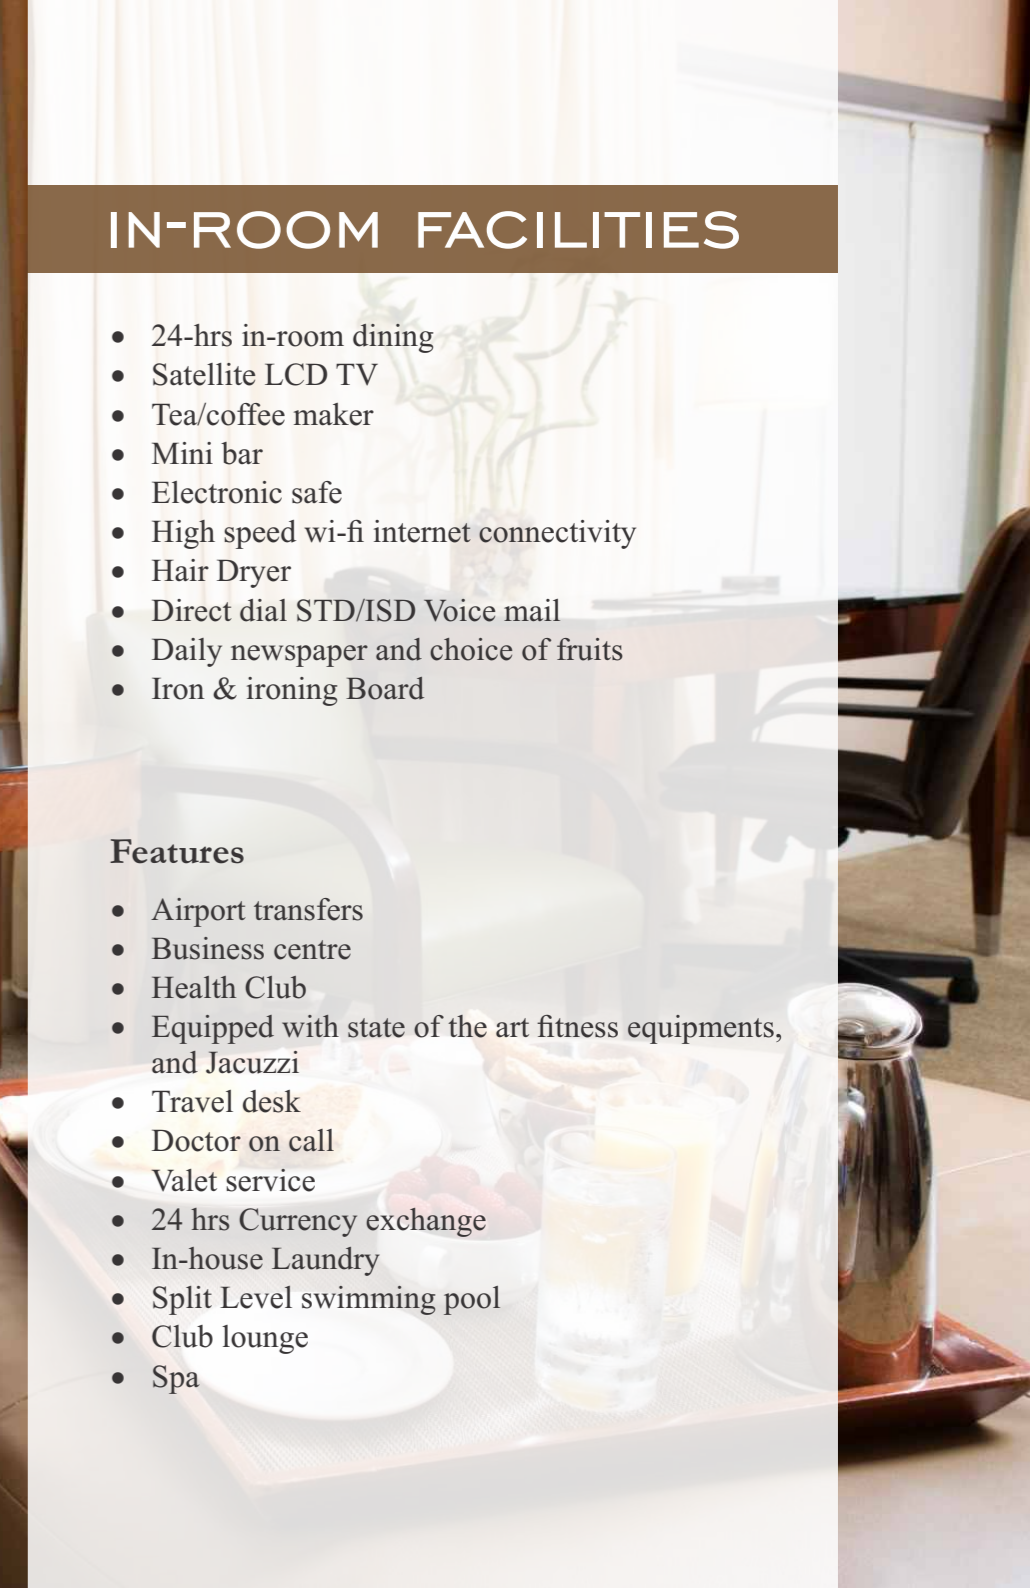 IN-ROOM FACILITIES
• 24-hrs in-room dining
• Satellite LCD TV
• Tea/coffee maker
• Mini bar
• Electronic safe
• High speed wi-fi internet connectivity
• Hair Dryer
• Direct dial STD/ISD Voice mail
• Daily newspaper and choice of fruits
• Iron & ironing Board
Features
• Airport transfers
• Business centre
• Health Club
• Equipped with state of the art fitness equipments,
and Jacuzzi
• Travel desk
• Doctor on call
• Valet service
• 24 hrs Currency exchange
• In-house Laundry
• Split Level swimming pool
• Club lounge
• Spa